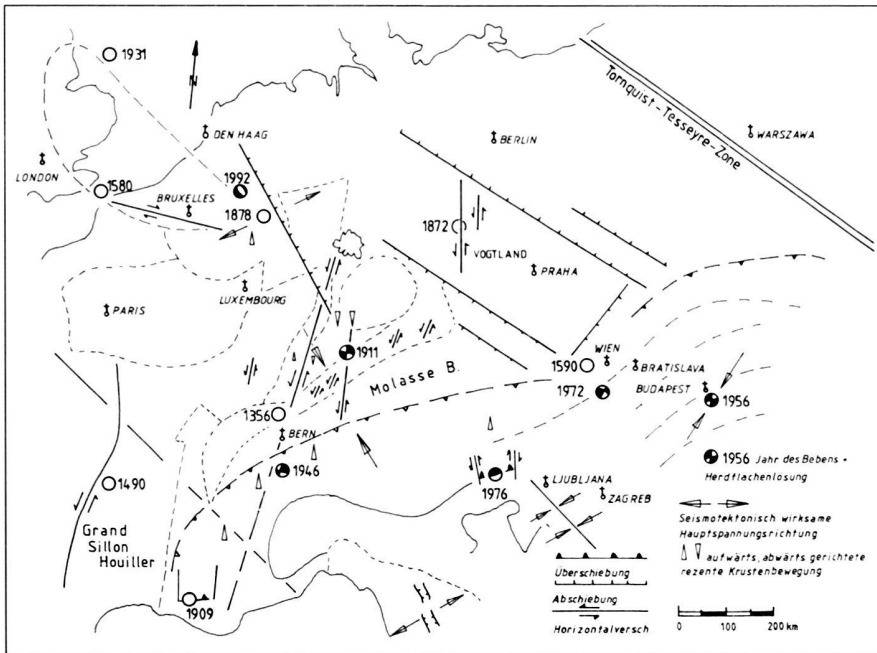 1931
N
DEN HAAG
BERLIN
Tornquist-Tesseyre-Zone
WARSZAWA
LONDON
1580
BRUXELLES
1992
1878
1872
VOGTLAND
PRAHA
PARIS
LUXEMBOURG
1911
Molasse B.
1590
WIEN
BRATISLAVA
1972
BUDAPEST
1956
1356
BERN
1946
1490
Grand
Sillon
Houiller
1976
LJUBLJANA
ZAGREB
1909
1956 Jahr des Bebens +
Herdflächenlösung
Seismotektonisch wirksame
Hauptspannungsrichtung
aufwärts, abwärts gerichtete
rezente Krustenbewegung
Überschiebung
Abschiebung
Horizontalversch
0 100 200 km